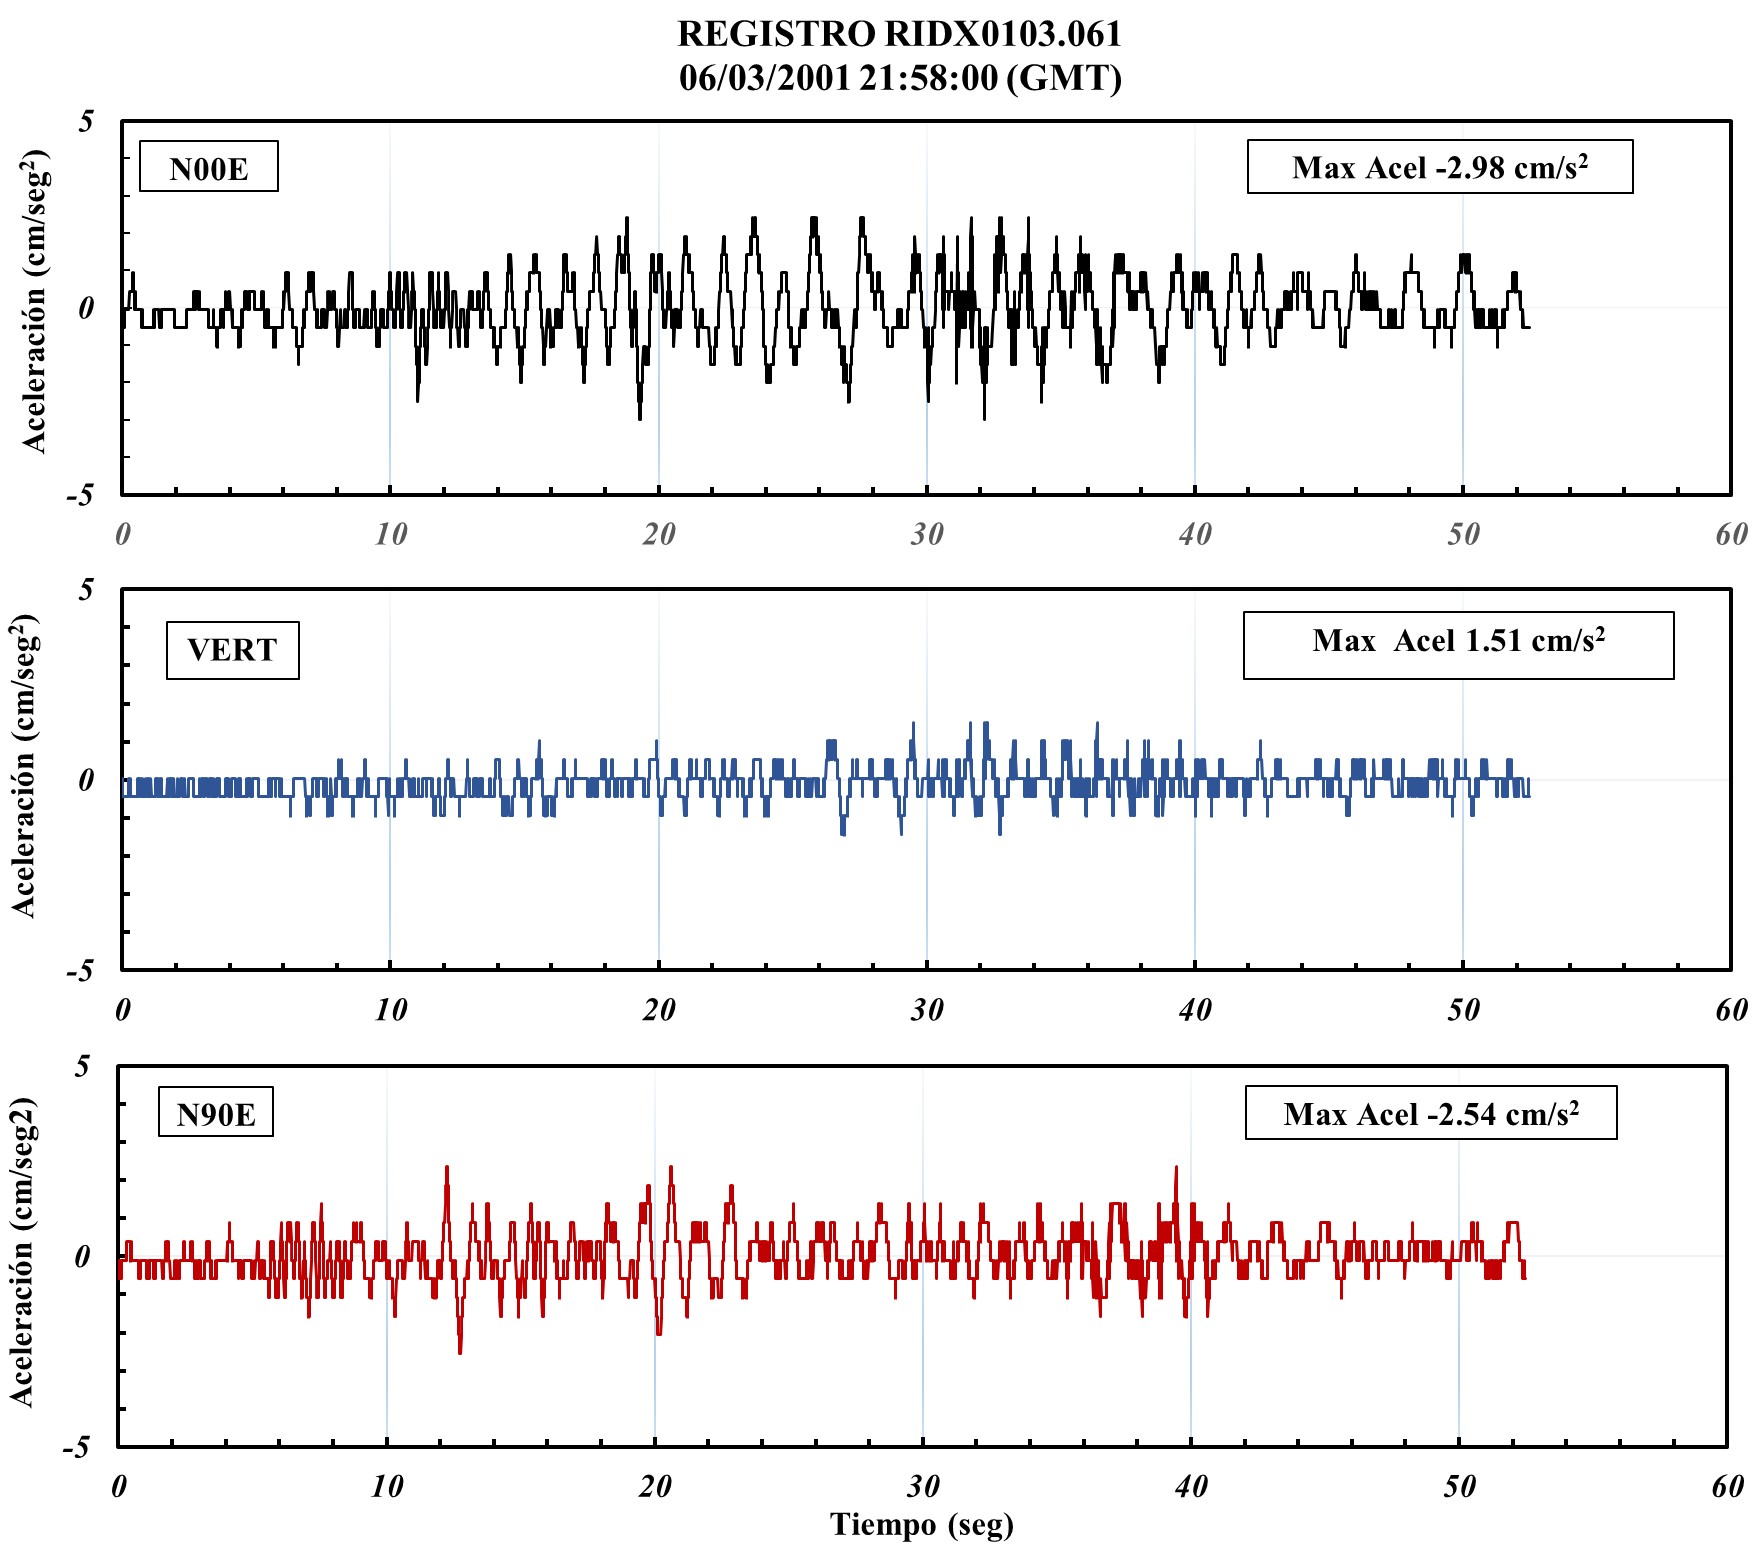 REGISTRO RIDX0103.061
06/03/2001 21:58:00 (GMT)
5
N00E
Max Acel -2.98 cm/s²
Aceleración (cm/seg²)
0
-5
0 10 20 30 40 50 60
5
VERT
Max Acel 1.51 cm/s²
Aceleración (cm/seg²)
0
-5
0 10 20 30 40 50 60
5
N90E
Max Acel -2.54 cm/s²
Aceleración (cm/seg2)
0
-5
0 10 20 30 40 50 60
Tiempo (seg)